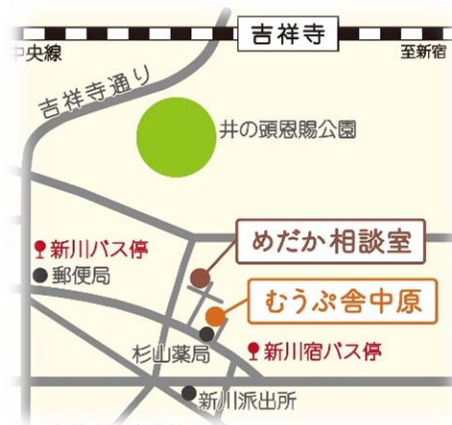 吉祥寺
中央線
至新宿
吉祥寺通り
井の頭恩賜公園
めだか相談室
新川バス停
郵便局
むうぷ舎中原
杉山薬局
新川宿バス停
新川派出所